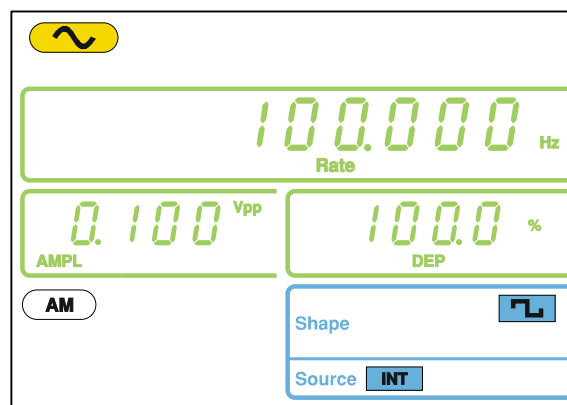 100.000 Hz
Rate
0.100 Vpp
AMPL
100.0 %
DEP
AM
Shape
Source INT